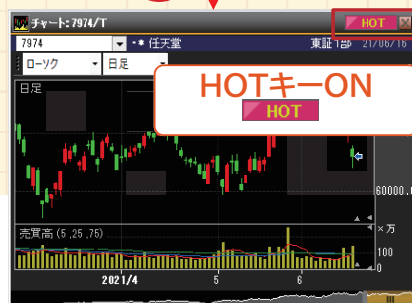 チャート:7974/T
HOT
7974
・* 任天堂
東証1部 21/06/16
ローソク
日足
日足
HOTキーON
HOT
60000.
売買高 (5,25,75)
×万
100
0
2021/4
5
6